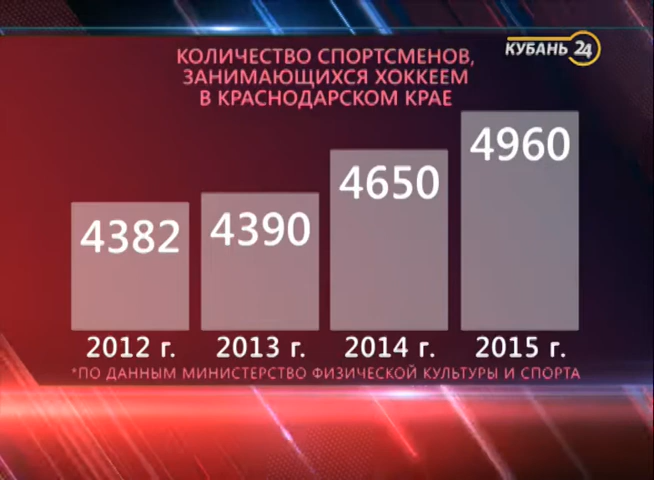 КОЛИЧЕСТВО СПОРТСМЕНОВ,
ЗАНИМАЮЩИХСЯ ХОККЕЕМ
В КРАСНОДАРСКОМ КРАЕ
КУБАНЬ 24
4382
4390
4650
4960
2012 г.
2013 г.
2014 г.
2015 г.
*ПО ДАННЫМ МИНИСТЕРСТВО ФИЗИЧЕСКОЙ КУЛЬТУРЫ И СПОРТА